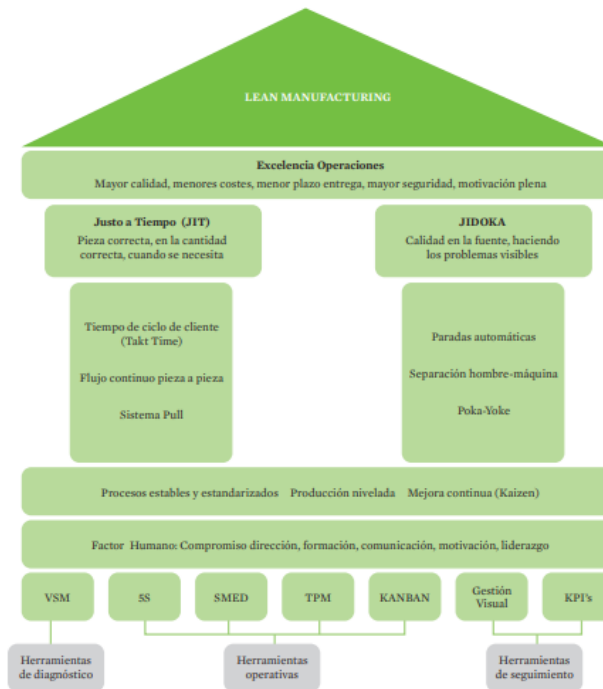 LEAN MANUFACTURING
Excelencia Operaciones
Mayor calidad, menores costes, menor plazo entrega, mayor seguridad, motivación plena
Justo a Tiempo (JIT)
Pieza correcta, en la cantidad
correcta, cuando se necesita
JIDOKA
Calidad en la fuente, haciendo
los problemas visibles
Tiempo de ciclo de cliente
(Takt Time)
Flujo continuo pieza a pieza
Sistema Pull
Paradas automáticas
Separación hombre-máquina
Poka-Yoke
Procesos estables y estandarizados Producción nivelada Mejora continua (Kaizen)
Factor Humano: Compromiso dirección, formación, comunicación, motivación, liderazgo
VSM
5S
SMED
TPM
KANBAN
Gestión
Visual
KPI's
Herramientas
de diagnóstico
Herramientas
operativas
Herramientas
de seguimiento